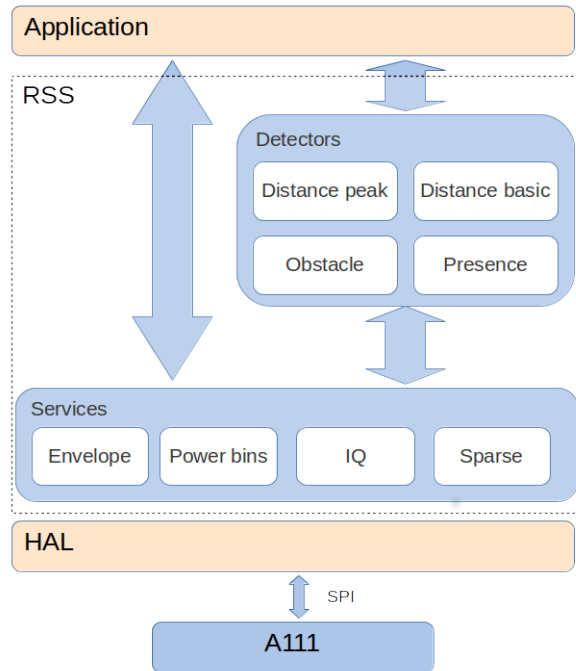 Application
RSS
Detectors
Distance peak
Distance basic
Obstacle
Presence
Services
Envelope
Power bins
IQ
Sparse
HAL
SPI
A111